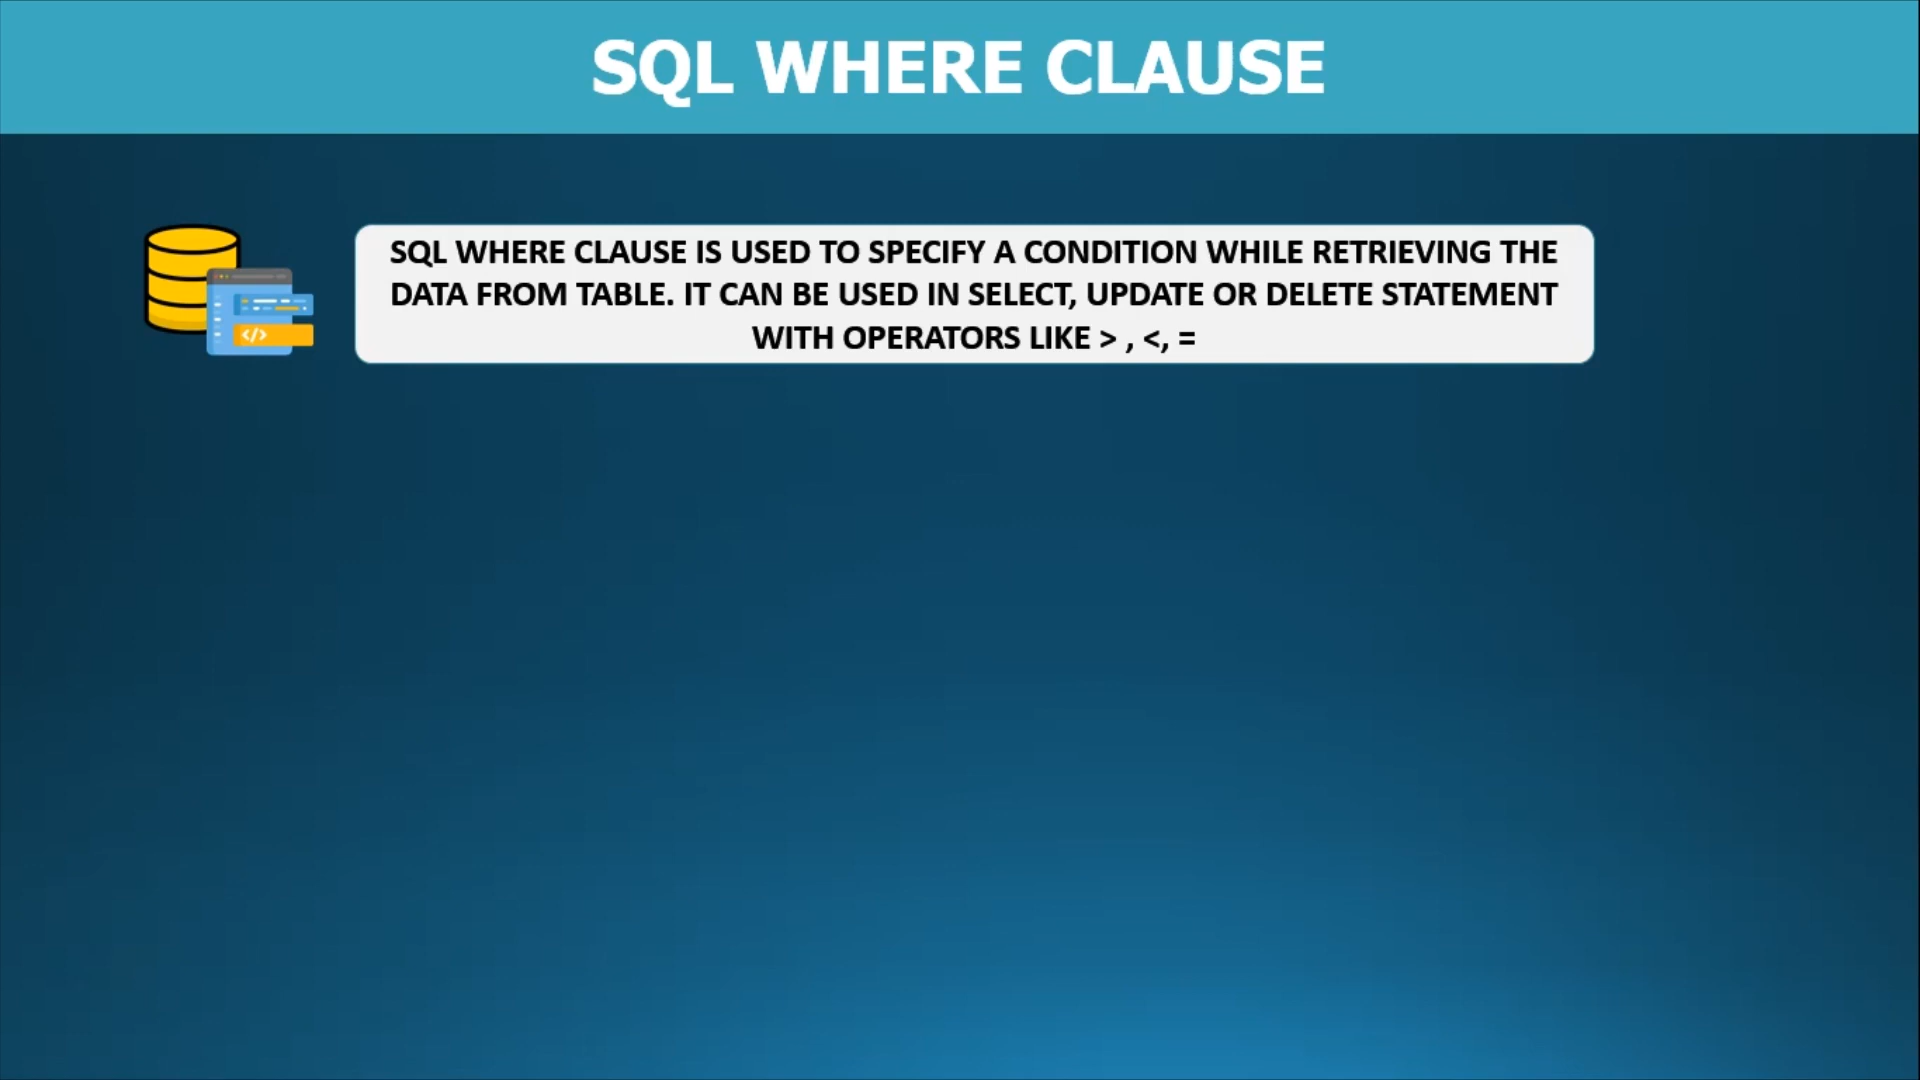 SQL WHERE CLAUSE
SQL WHERE CLAUSE IS USED TO SPECIFY A CONDITION WHILE RETRIEVING THE
DATA FROM TABLE. IT CAN BE USED IN SELECT, UPDATE OR DELETE STATEMENT
WITH OPERATORS LIKE > , <, =
</>